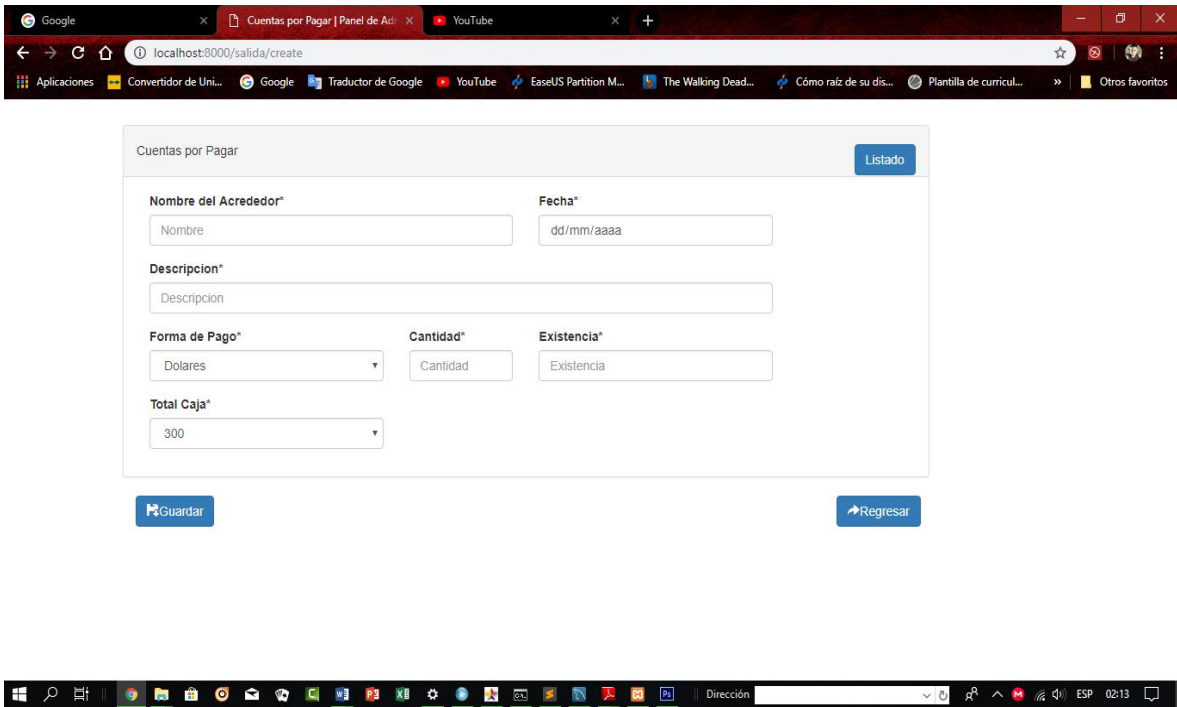 Google
Cuentas por Pagar | Panel de Adr
YouTube
localhost:8000/salida/create
Aplicaciones
Convertidor de Uni...
Google
Traductor de Google
YouTube
EaseUS Partition M...
The Walking Dead...
Cómo raíz de su dis...
Plantilla de curricul...
»
Otros favoritos
Cuentas por Pagar
Listado
Nombre del Acrededor* Fecha*
Nombre dd/mm/aaaa
Descripcion*
Descripcion
Forma de Pago* Cantidad* Existencia*
Dolares Cantidad Existencia
Total Caja*
300
Guardar Regresar
Dirección ESP 02:13